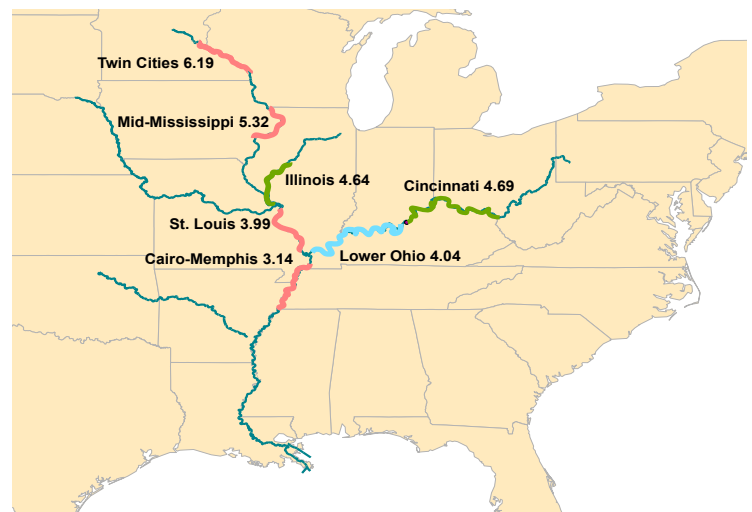 Twin Cities 6.19
Mid-Mississippi 5.32
Illinois 4.64
Cincinnati 4.69
St. Louis 3.99
Cairo-Memphis 3.14
Lower Ohio 4.04